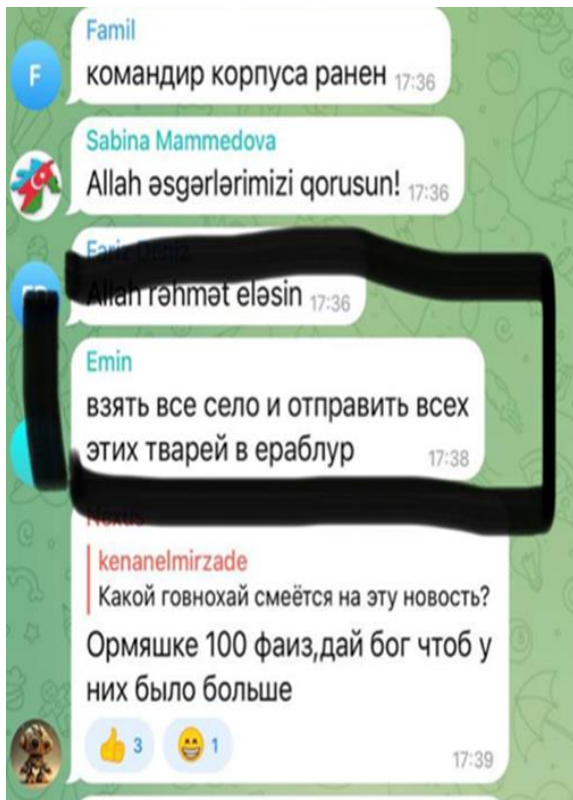 Famil
командир корпуса ранен 17:36
Sabina Mammedova
Allah əsgərlərimizi qorusun! 17:36
Allah rəhmət eləsin 17:36
Emin
взять все село и отправить всех
этих тварей в ераблур 17:38
Nexus
kenanelmirzade
Какой говнохай смеётся на эту новость?
Ормяшке 100 фаиз,дай бог чтоб у
них было больше
👍 3 😁 1
17:39